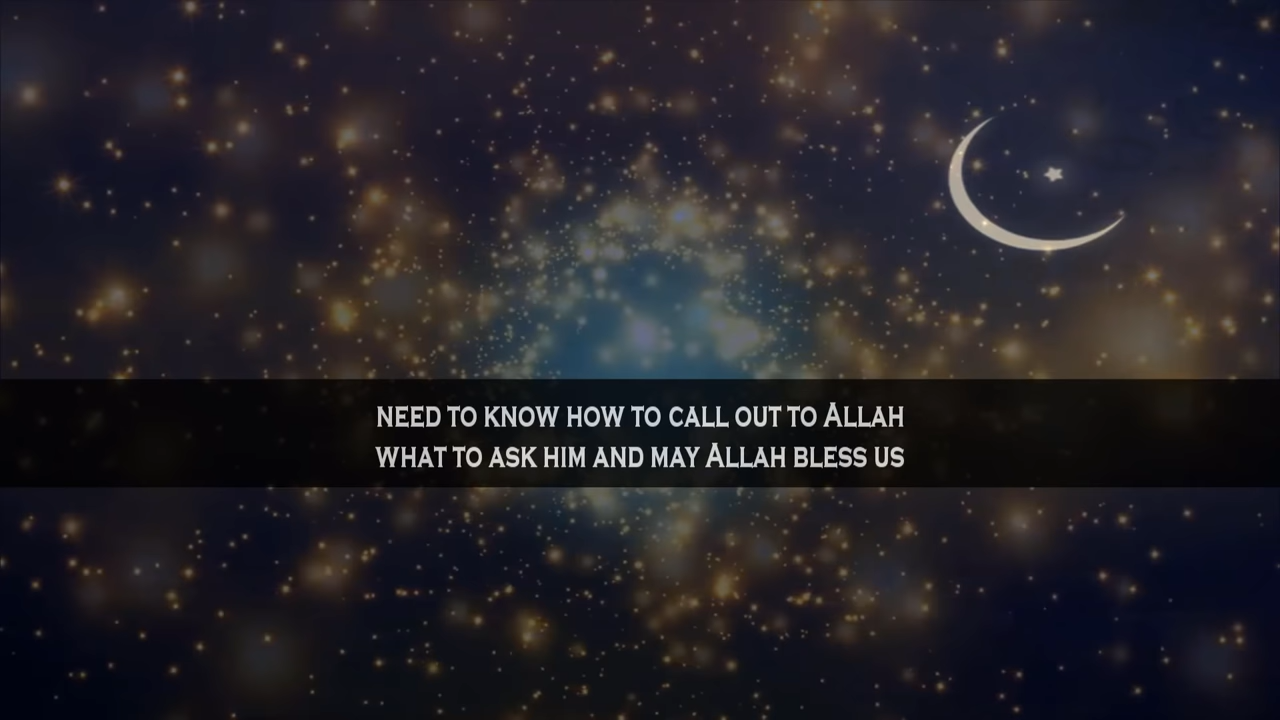 NEED TO KNOW HOW TO CALL OUT TO ALLAH
WHAT TO ASK HIM AND MAY ALLAH BLESS US